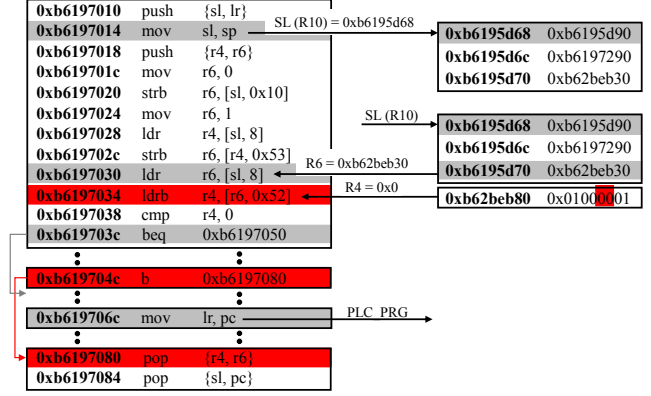 0xb6197010 push {sl, lr}
0xb6197014 mov sl, sp
SL (R10) = 0xb6195d68
0xb6195d68 0xb6195d90
0xb6197018 push {r4, r6}
0xb6195d6c 0xb6197290
0xb619701c mov r6, 0
0xb6195d70 0xb62beb30
0xb6197020 strb r6, [sl, 0x10]
0xb6197024 mov r6, 1
SL (R10)
0xb6195d68 0xb6195d90
0xb6197028 ldr r4, [sl, 8]
0xb6195d6c 0xb6197290
0xb619702c strb r6, [r4, 0x53]
R6 = 0xb62beb30
0xb6195d70 0xb62beb30
0xb6197030 ldr r6, [sl, 8]
0xb6197034 ldrb r4, [r6, 0x52]
R4 = 0x0
0xb62beb80 0x01000001
0xb6197038 cmp r4, 0
0xb619703c beq 0xb6197050
0xb619704c b 0xb6197080
0xb619706c mov lr, pc
PLC_PRG
0xb6197080 pop {r4, r6}
0xb6197084 pop {sl, pc}